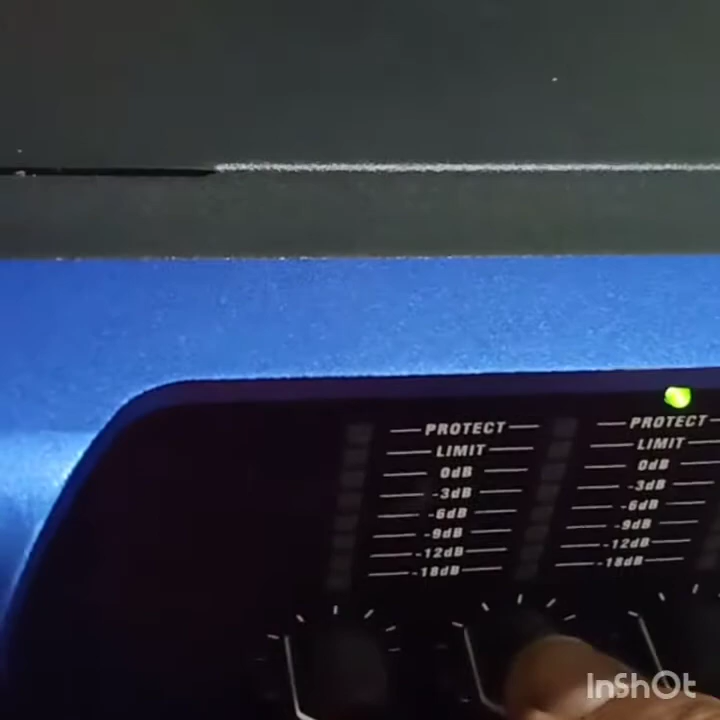 PROTECT
LIMIT
0dB
-3dB
-6dB
-9dB
-12dB
-18dB
PROTECT
LIMIT
0dB
-3dB
-6dB
-9dB
-12dB
-18dB
InShOt